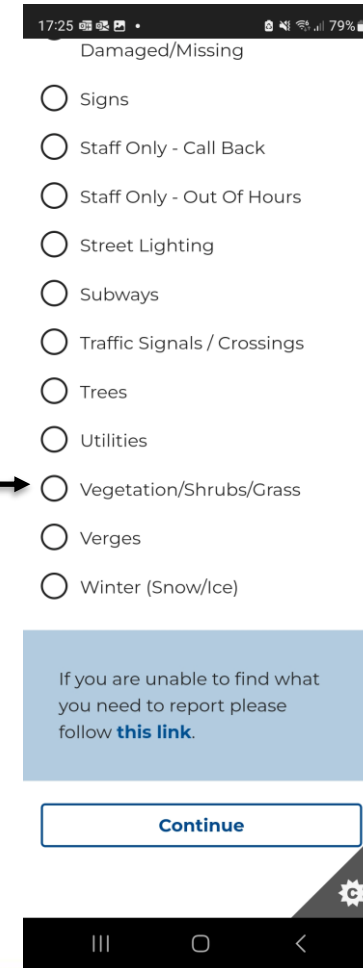 17:25 79%
Damaged/Missing
Signs
Staff Only - Call Back
Staff Only - Out Of Hours
Street Lighting
Subways
Traffic Signals / Crossings
Trees
Utilities
Vegetation/Shrubs/Grass
Verges
Winter (Snow/Ice)
If you are unable to find what
you need to report please
follow this link.
Continue
C